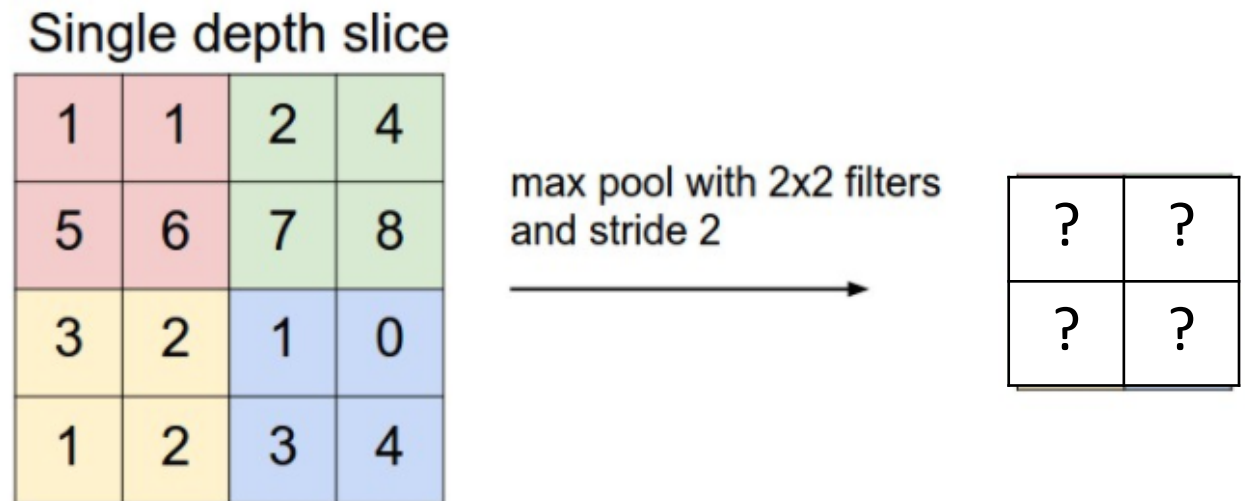 Single depth slice
1 1 2 4
5 6 7 8
3 2 1 0
1 2 3 4
max pool with 2x2 filters
and stride 2
? ?
? ?